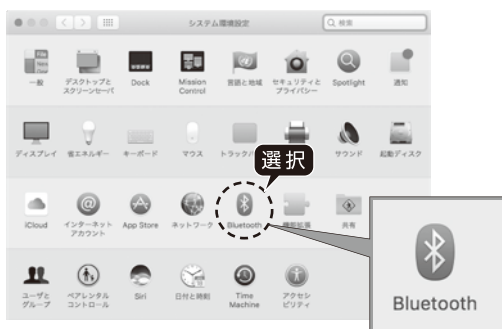 システム環境設定
検索
File
New
一般
デスクトップと
スクリーンセーバ
Dock
Mission
Control
言語と地域
セキュリティと
プライバシー
Spotlight
通知
ディスプレイ
省エネルギー
キーボード
マウス
サウンド
起動ディスク
選択
iCloud
インターネット
アカウント
App Store
ネットワーク
Bluetooth
機能拡張
共有
ユーザと
グループ
ペアレンタル
コントロール
Siri
日付と時刻
Time
Machine
アクセシ
ビリティ
Bluetooth